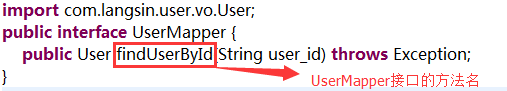 import com.langsin.user.vo.User;
public interface UserMapper {
public User findUserById(String user_id) throws Exception;
}
UserMapper接口的方法名